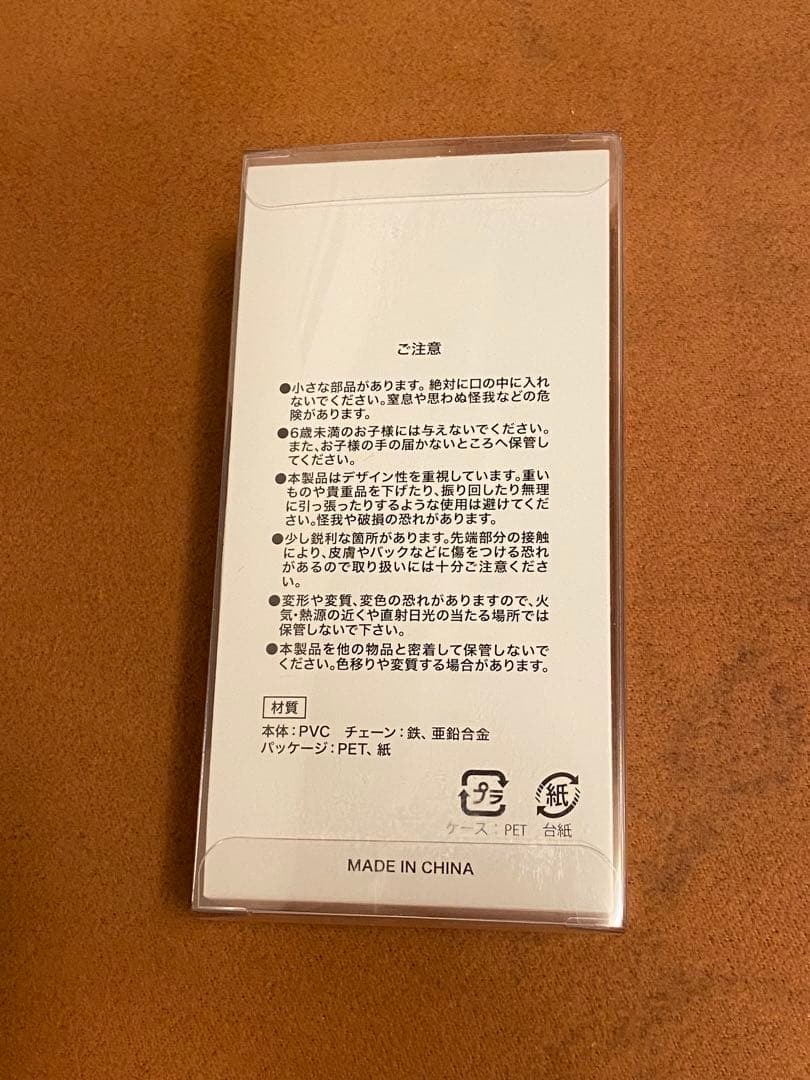 ご注意
●小さな部品があります。絶対に口の中に入れ
ないでください。窒息や思わぬ怪我などの危
険があります。
●6歳未満のお子様には与えないでください。
また、お子様の手の届かないところへ保管し
てください。
●本製品はデザイン性を重視しています。重い
ものや貴重品を下げたり、振り回したり無理
に引っ張ったりするような使用は避けてくだ
さい。怪我や破損の恐れがあります。
●少し鋭利な箇所があります。先端部分の接触
により、皮膚やバックなどに傷をつける恐れ
があるので取り扱いには十分ご注意くださ
い。
●変形や変質、変色の恐れがありますので、火
気・熱源の近くや直射日光の当たる場所では
保管しないで下さい。
●本製品を他の物品と密着して保管しないで
ください。色移りや変質する場合があります。
材質
本体：PVC チェーン：鉄、亜鉛合金
パッケージ：PET、紙
プラ 紙
ケース：PET 台紙
MADE IN CHINA